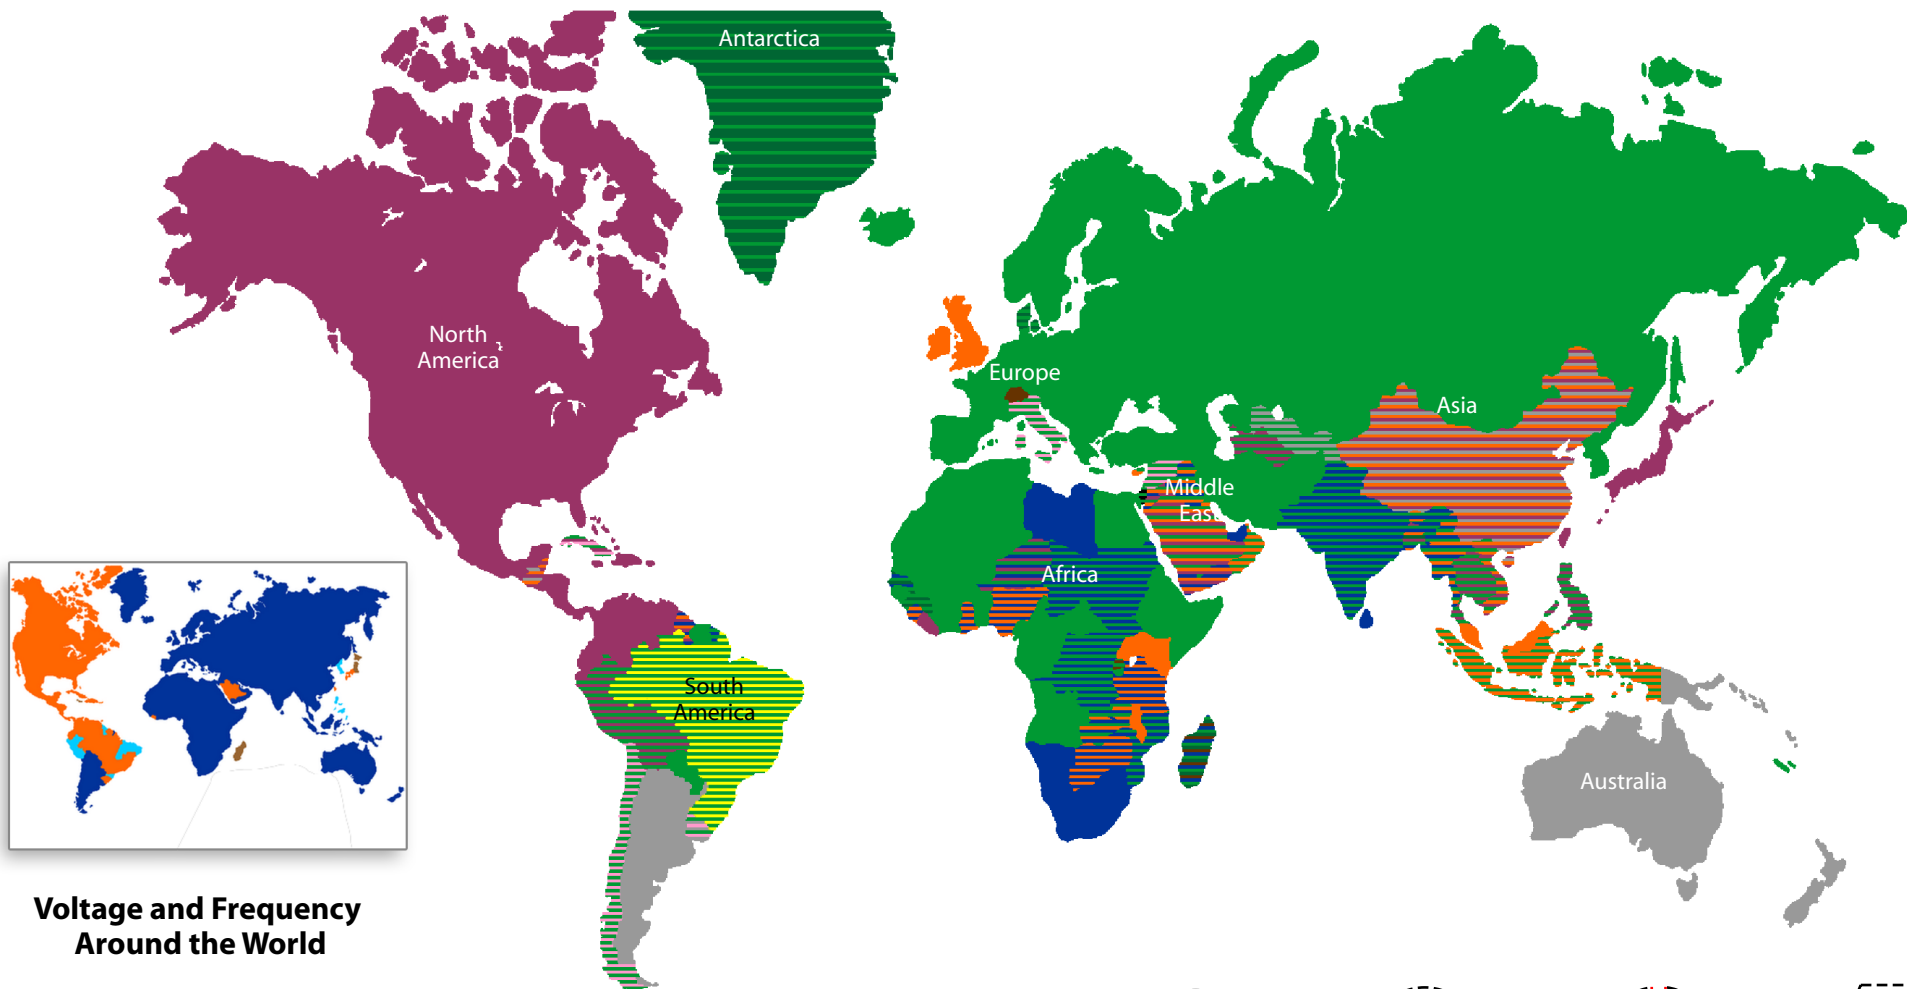 Antarctica
North
America
Europe
Asia
Middle
East
Africa
South
America
Australia
Voltage and Frequency
Around the World